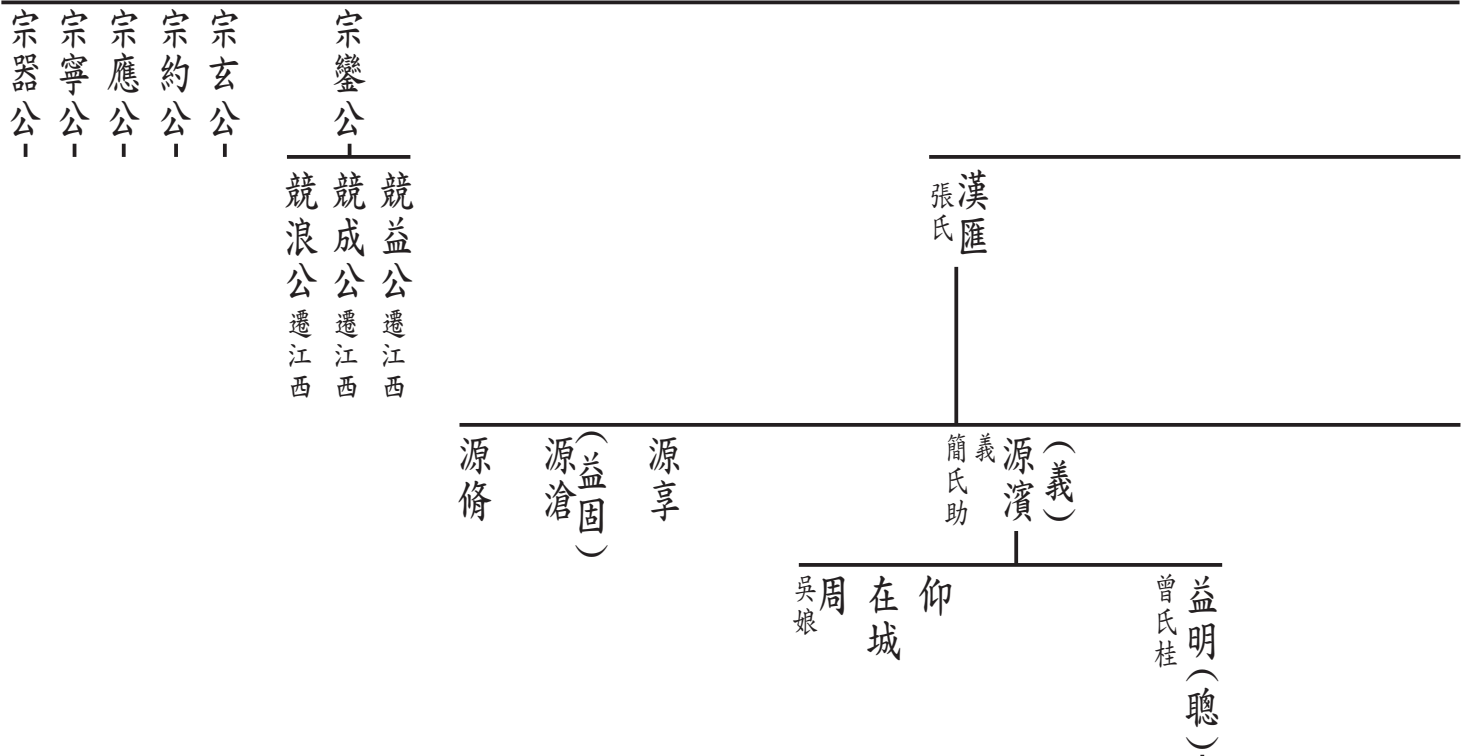 宗鑾公
宗玄公
宗約公
宗應公
宗寧公
宗器公
漢匯
張氏
競益公遷江西
競成公遷江西
競浪公遷江西
(義)
源濱
義
簡氏助
源享
(益固)
源滄
源脩
益明(聰)
曾氏桂
仰
在城
周
吳娘